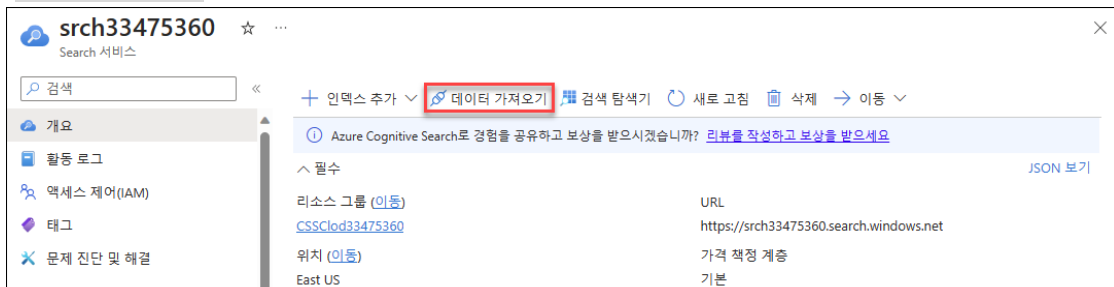 srch33475360 ☆ ...
Search 서비스
검색 «
인덱스 추가 데이터 가져오기 검색 탐색기 새로 고침 삭제 이동
개요
Azure Cognitive Search로 경험을 공유하고 보상을 받으시겠습니까? 리뷰를 작성하고 보상을 받으세요
활동 로그
필수 JSON 보기
액세스 제어(IAM)
리소스 그룹 (이동) URL
태그
CSSClod33475360 https://srch33475360.search.windows.net
문제 진단 및 해결
위치 (이동) 가격 책정 계층
East US 기본